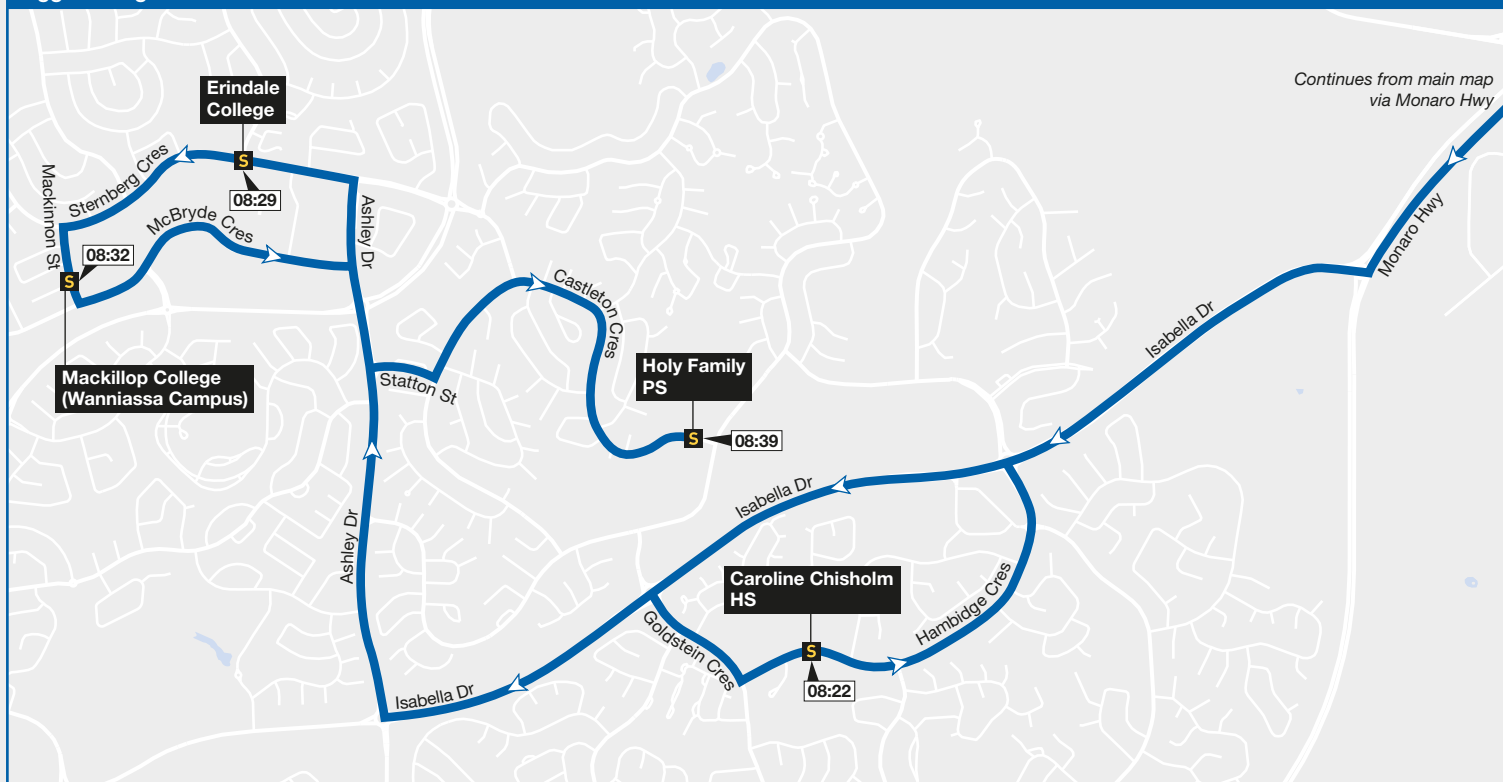 Continues from main map
via Monaro Hwy
Erindale
College
S
08:29
Sternberg Cres
Mackinnon St
McBryde Cres
08:32
S
Ashley Dr
Monaro Hwy
Castleton Cres
Isabella Dr
Mackillop College
(Wanniassa Campus)
Statton St
Holy Family
PS
S
08:39
Isabella Dr
Ashley Dr
Caroline Chisholm
HS
Hambidge Cres
Goldstein Cres
S
08:22
Isabella Dr